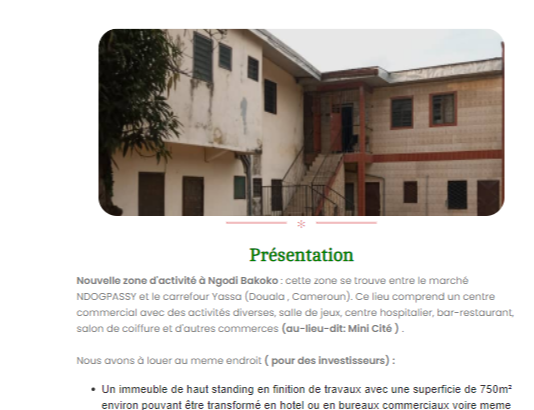 Présentation
Nouvelle zone d'activité à Ngodi Bakoko : cette zone se trouve entre le marché
NDOGPASSY et le carrefour Yassa (Douala , Cameroun). Ce lieu comprend un centre
commercial avec des activités diverses, salle de jeux, centre hospitalier, bar-restaurant,
salon de coiffure et d'autres commerces (au-lieu-dit: Mini Cité ) .
Nous avons à louer au meme endroit ( pour des investisseurs) :
• Un immeuble de haut standing en finition de travaux avec une superficie de 750m²
environ pouvant être transformé en hotel ou en bureaux commerciaux voire meme